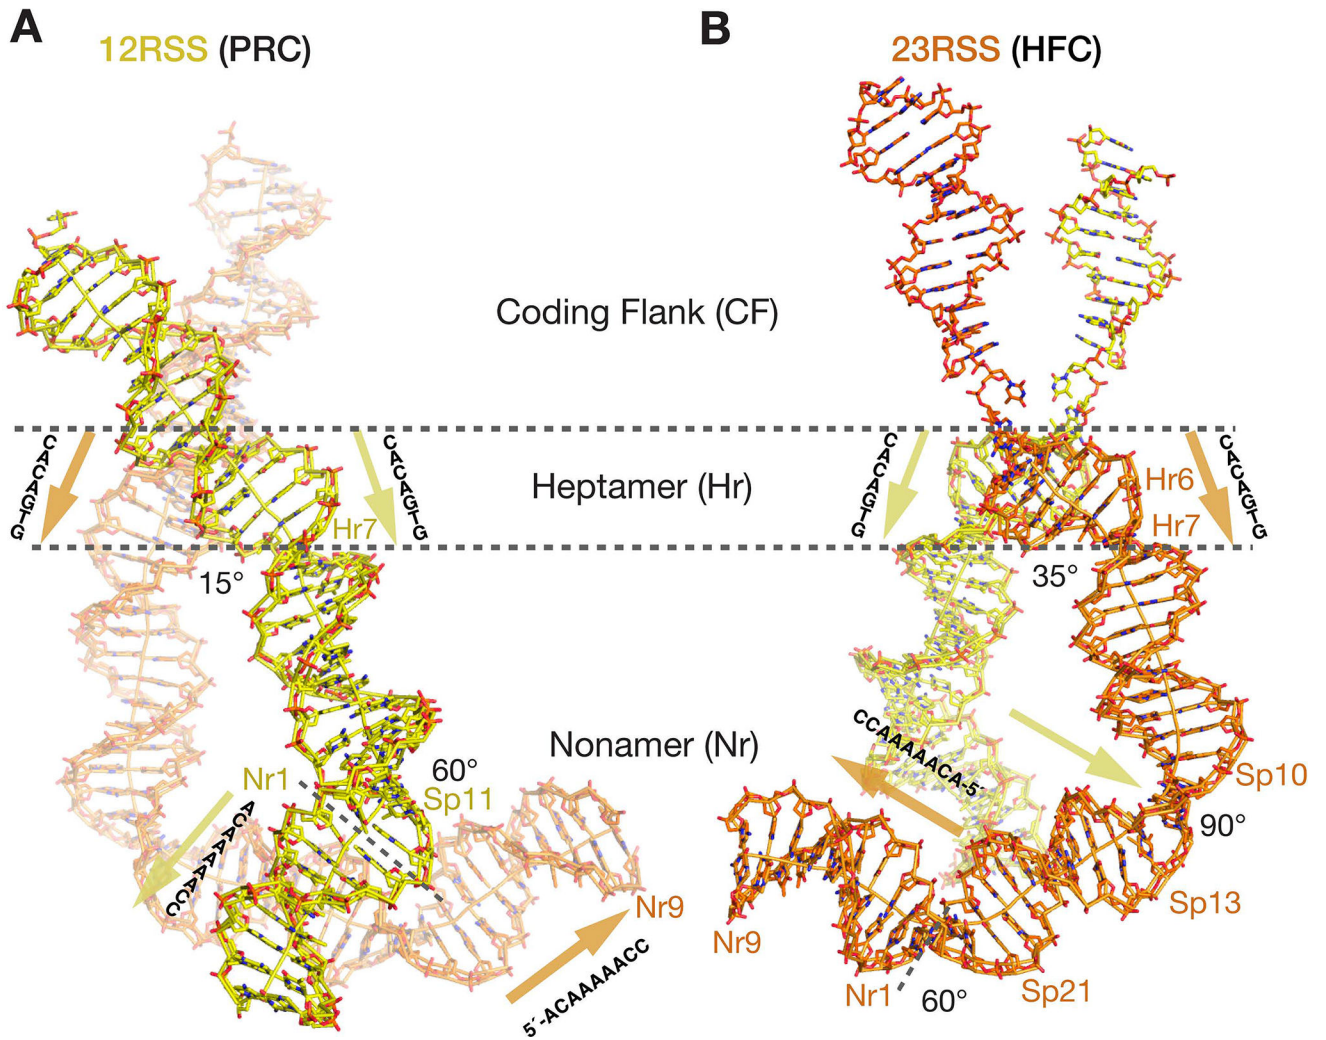 A
12RSS (PRC)
B
23RSS (HFC)
Coding Flank (CF)
CACAGTG
CACAGTG
Heptamer (Hr)
CACAGTG
CACAGTG
Hr6
Hr7
Hr7
15°
35°
Nonamer (Nr)
CCAAAAACA-5´
Nr1
60°
Sp11
Sp10
90°
ACAAAAACC
Nr9
Sp13
Nr9
5´-ACAAAAACC
Nr1
60°
Sp21